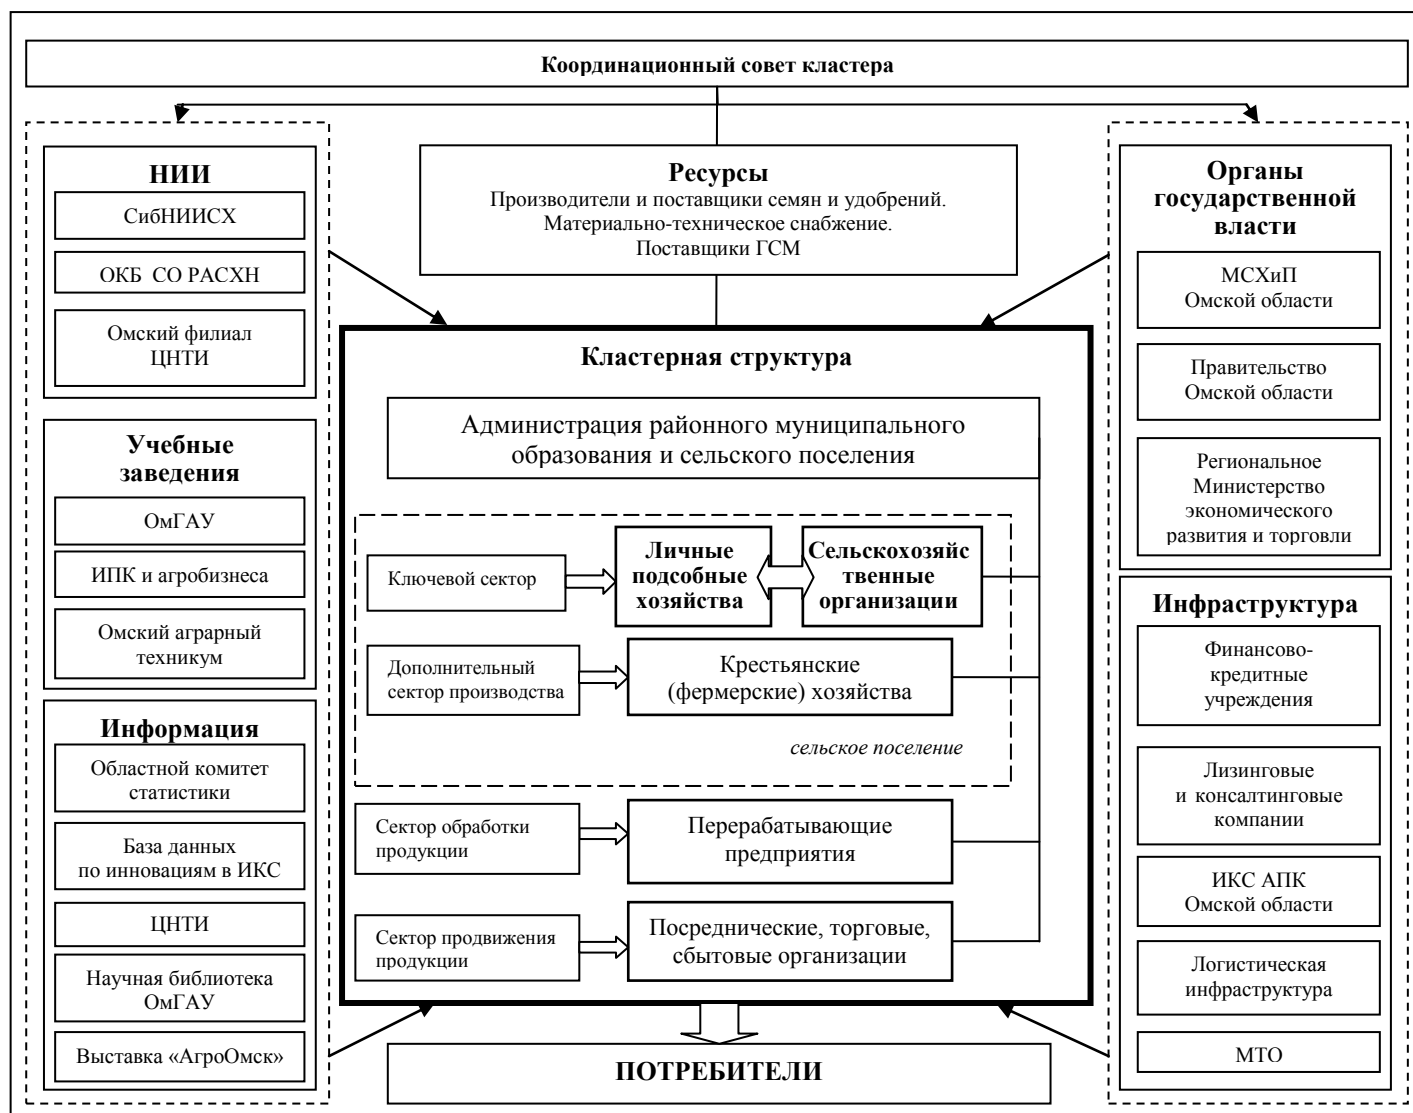 Координационный совет кластера
НИИ
СибНИИСХ
ОКБ СО РАСХН
Омский филиал
ЦНТИ
Учебные
заведения
ОмГАУ
ИПК и агробизнеса
Омский аграрный
техникум
Информация
Областной комитет
статистики
База данных
по инновациям в ИКС
ЦНТИ
Научная библиотека
ОмГАУ
Выставка «АгроОмск»
Ресурсы
Производители и поставщики семян и удобрений.
Материально-техническое снабжение.
Поставщики ГСМ
Кластерная структура
Администрация районного муниципального
образования и сельского поселения
Ключевой сектор
Личные
подсобные
хозяйства
Сельскохозяйс
твенные
организации
Дополнительный
сектор производства
Крестьянские
(фермерские) хозяйства
сельское поселение
Сектор обработки
продукции
Перерабатывающие
предприятия
Сектор продвижения
продукции
Посреднические, торговые,
сбытовые организации
ПОТРЕБИТЕЛИ
Органы
государственной
власти
МСХиП
Омской области
Правительство
Омской области
Региональное
Министерство
экономического
развития и торговли
Инфраструктура
Финансово-
кредитные
учреждения
Лизинговые
и консалтинговые
компании
ИКС АПК
Омской области
Логистическая
инфраструктура
МТО